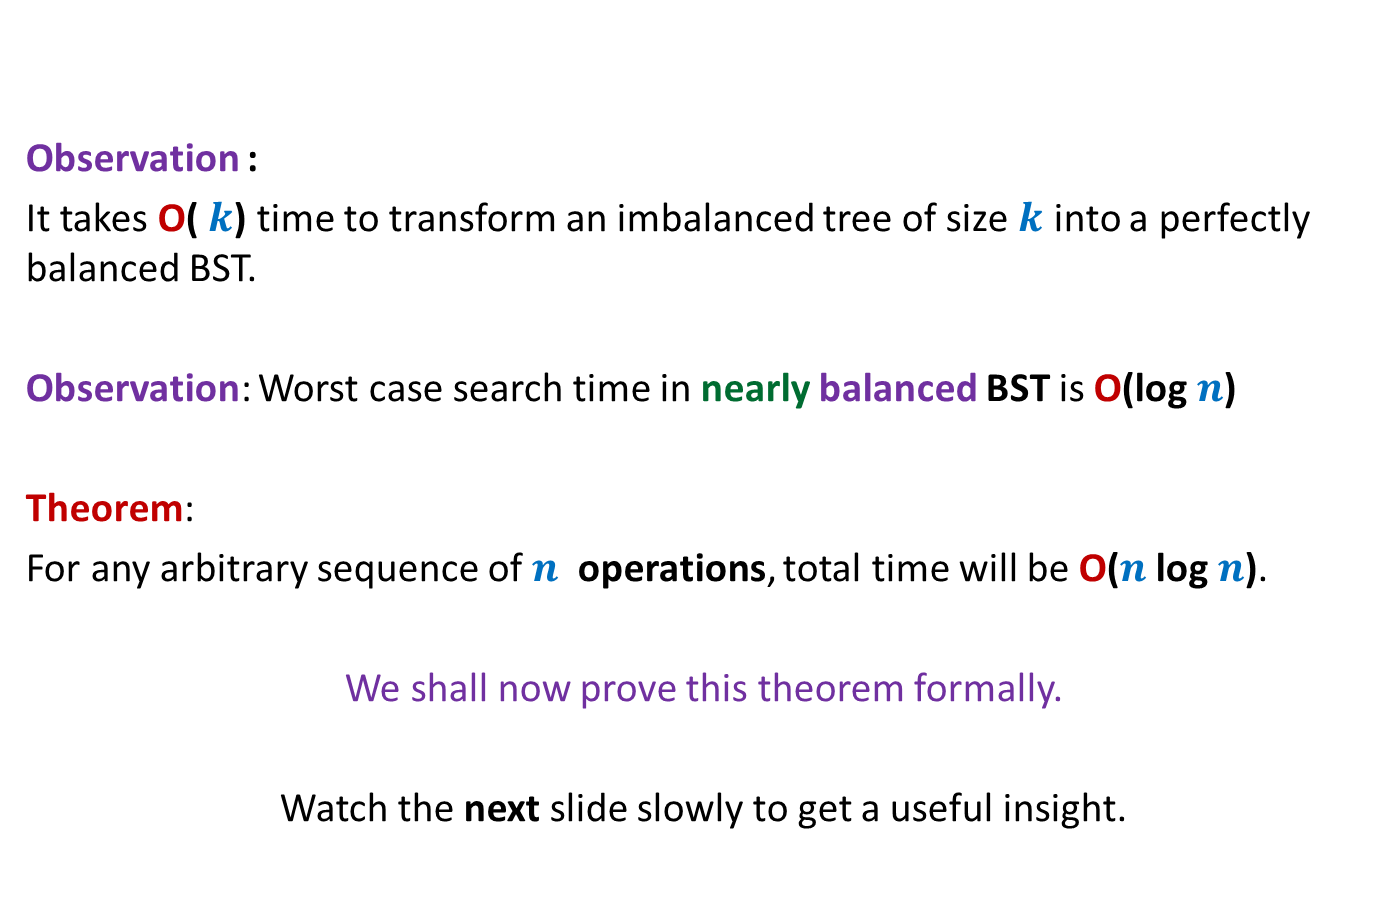 Observation :
It takes O( k) time to transform an imbalanced tree of size k into a perfectly
balanced BST.
Observation: Worst case search time in nearly balanced BST is O(log n)
Theorem:
For any arbitrary sequence of n operations, total time will be O(n log n).
We shall now prove this theorem formally.
Watch the next slide slowly to get a useful insight.